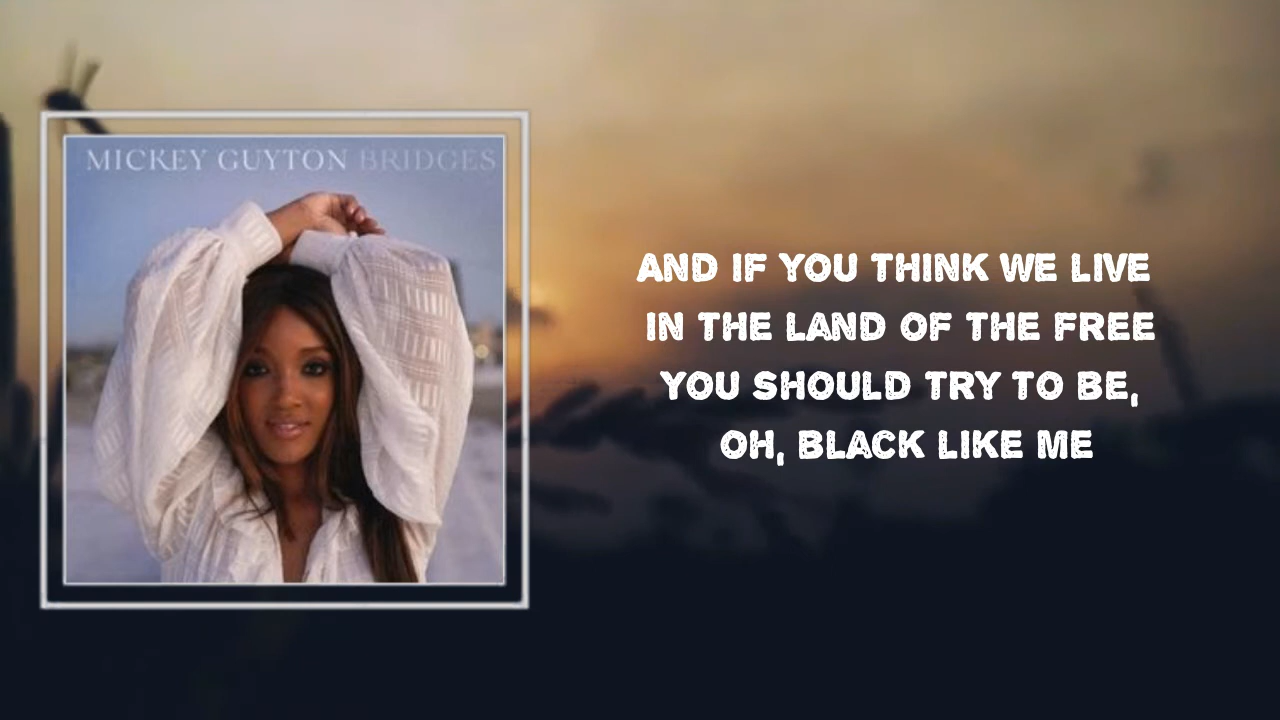 MICKEY GUYTON BRIDGES
AND IF YOU THINK WE LIVE
IN THE LAND OF THE FREE
YOU SHOULD TRY TO BE,
OH, BLACK LIKE ME